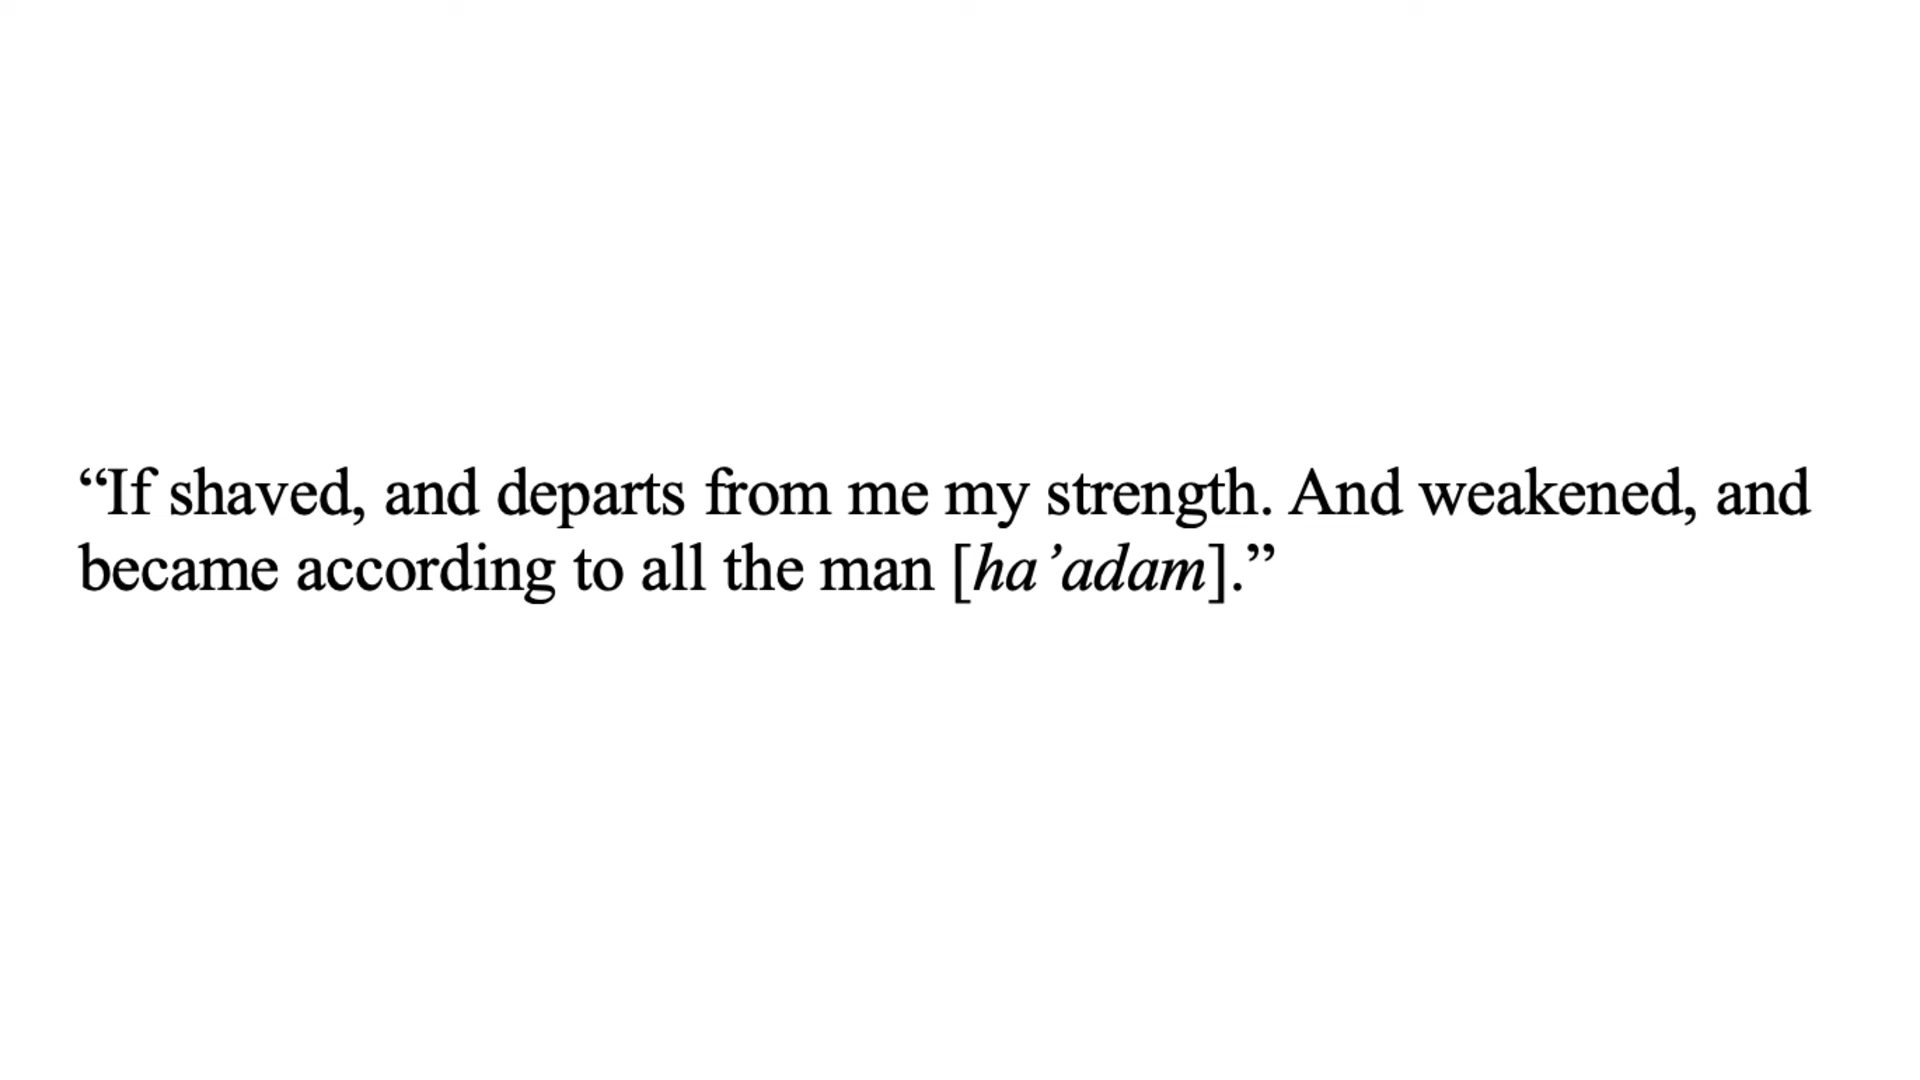 “If shaved, and departs from me my strength. And weakened, and
became according to all the man [ha’adam].”